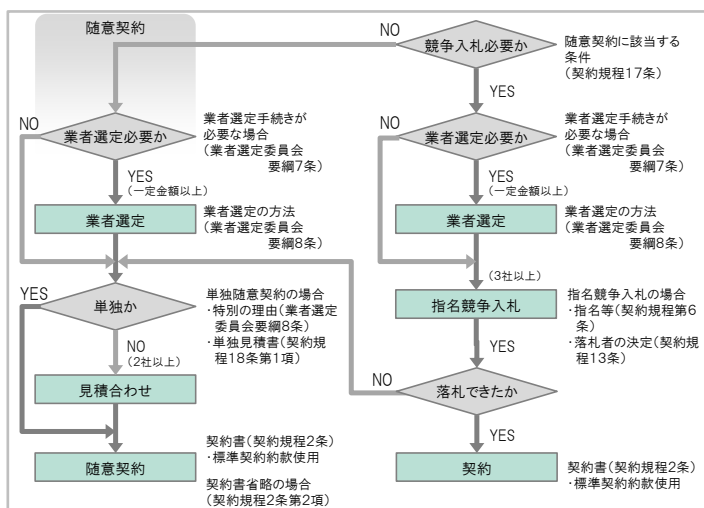 随意契約
NO
競争入札必要か
随意契約に該当する
条件
(契約規程17条)
YES
NO
業者選定必要か
業者選定手続きが
必要な場合
(業者選定委員会
要綱7条)
YES
(一定金額以上)
業者選定
業者選定の方法
(業者選定委員会
要綱8条)
NO
業者選定必要か
業者選定手続きが
必要な場合
(業者選定委員会
要綱7条)
YES
(一定金額以上)
業者選定
業者選定の方法
(業者選定委員会
要綱8条)
(3社以上)
YES
単独か
単独随意契約の場合
・特別の理由(業者選定
委員会要綱8条)
・単独見積書(契約規
程18条第1項)
NO
(2社以上)
見積合わせ
指名競争入札
指名競争入札の場合
・指名等(契約規程第6
条)
・落札者の決定(契約規
程13条)
YES
NO
落札できたか
YES
随意契約
契約書(契約規程2条)
・標準契約約款使用
契約書省略の場合
(契約規程2条第2項)
契約
契約書(契約規程2条)
・標準契約約款使用